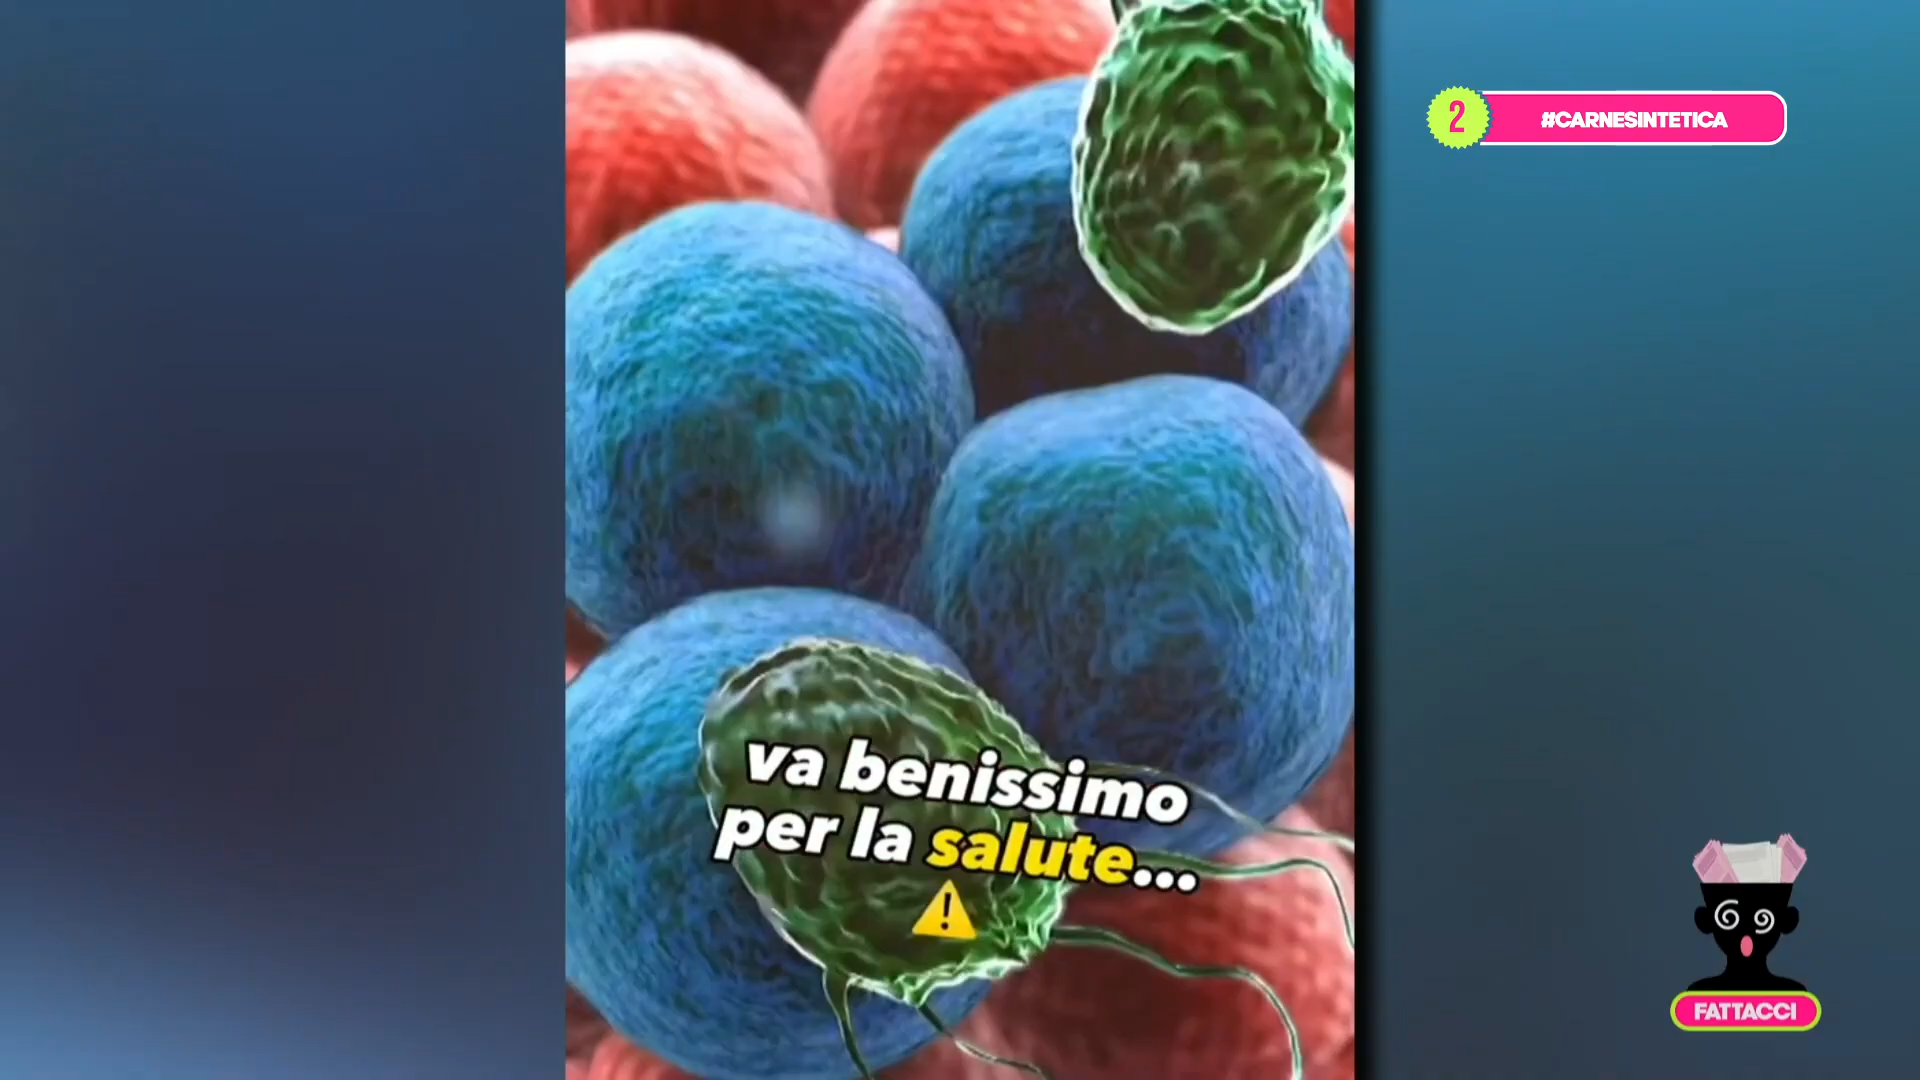 2
#CARNESINTETICA
va benissimo
per la salute...
FATTACCI